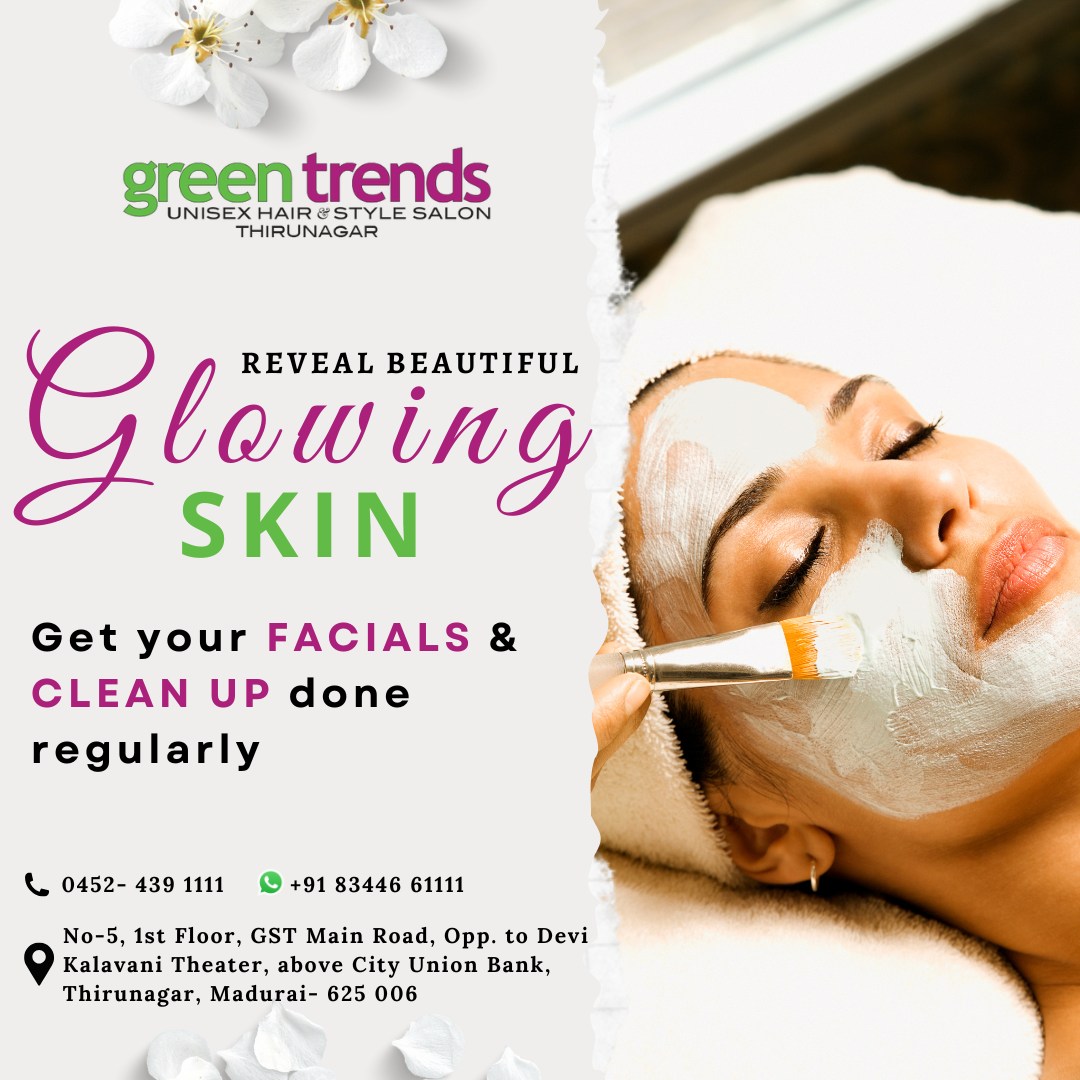 green trends
UNISEX HAIR & STYLE SALON
THIRUNAGAR
REVEAL BEAUTIFUL
Glowing
SKIN
Get your FACIALS &
CLEAN UP done
regularly
0452- 439 1111 +91 83446 61111
No-5, 1st Floor, GST Main Road, Opp. to Devi
Kalavani Theater, above City Union Bank,
Thirunagar, Madurai- 625 006